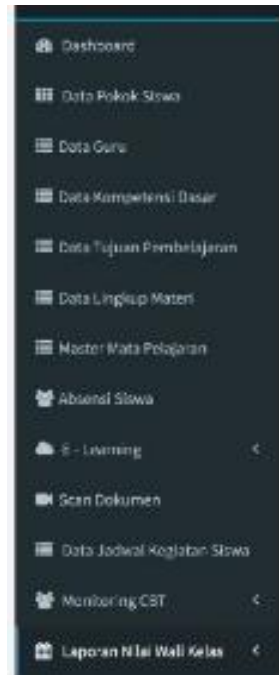 Dashboard
Data Pokok Siswa
Data Guru
Data Kompetensi Dasar
Data Tujuan Pembelajaran
Data Lingkup Materi
Master Mata Pelajaran
Absensi Siswa
E - Learning
Scan Dokumen
Data Jadwal Kegiatan Siswa
Monitoring CBT
Laporan Nilai Wali Kelas